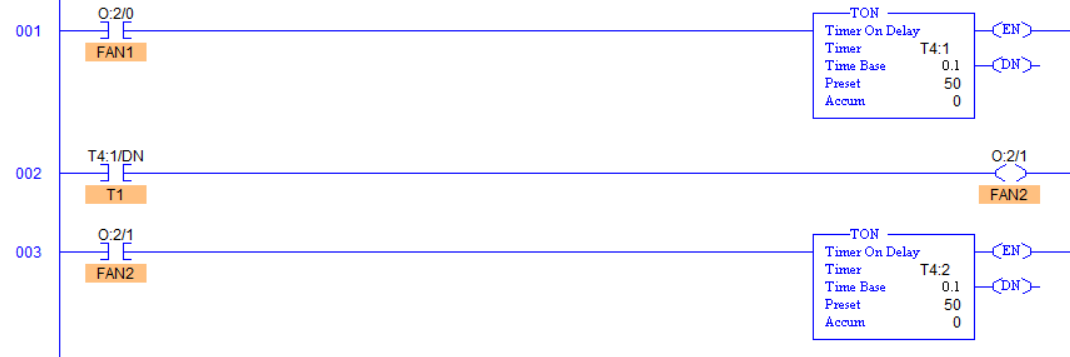 O:2/0
001
FAN1
TON
Timer On Delay
Timer T4:1
Time Base 0.1
Preset 50
Accum 0
EN
DN
T4:1/DN
002
T1
O:2/1
FAN2
O:2/1
003
FAN2
TON
Timer On Delay
Timer T4:2
Time Base 0.1
Preset 50
Accum 0
EN
DN